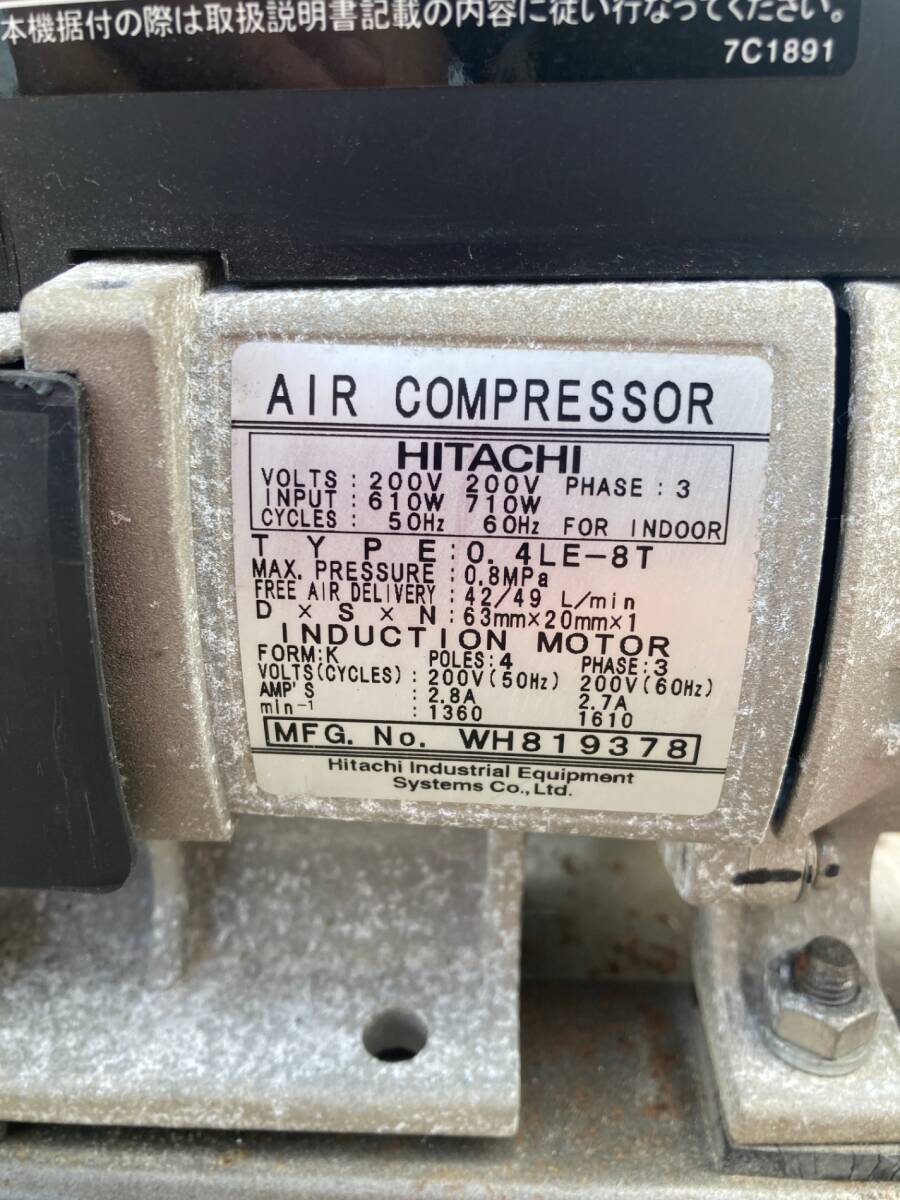 本機据付の際は取扱説明書記載の内容に従い行なってください。
7C1891
AIR COMPRESSOR
HITACHI
VOLTS : 200V 200V PHASE : 3
INPUT : 610W 710W
CYCLES : 50Hz 60Hz FOR INDOOR
TYPE : 0.4LE-8T
MAX. PRESSURE : 0.8MPa
FREE AIR DELIVERY : 42/49 L/min
D×S×N : 63mm×20mm×1
INDUCTION MOTOR
FORM:K POLES:4 PHASE:3
VOLTS(CYCLES) : 200V(50Hz) 200V(60Hz)
AMP'S : 2.8A 2.7A
min⁻¹ : 1360 1610
MFG. No. WH819378
Hitachi Industrial Equipment
Systems Co., Ltd.